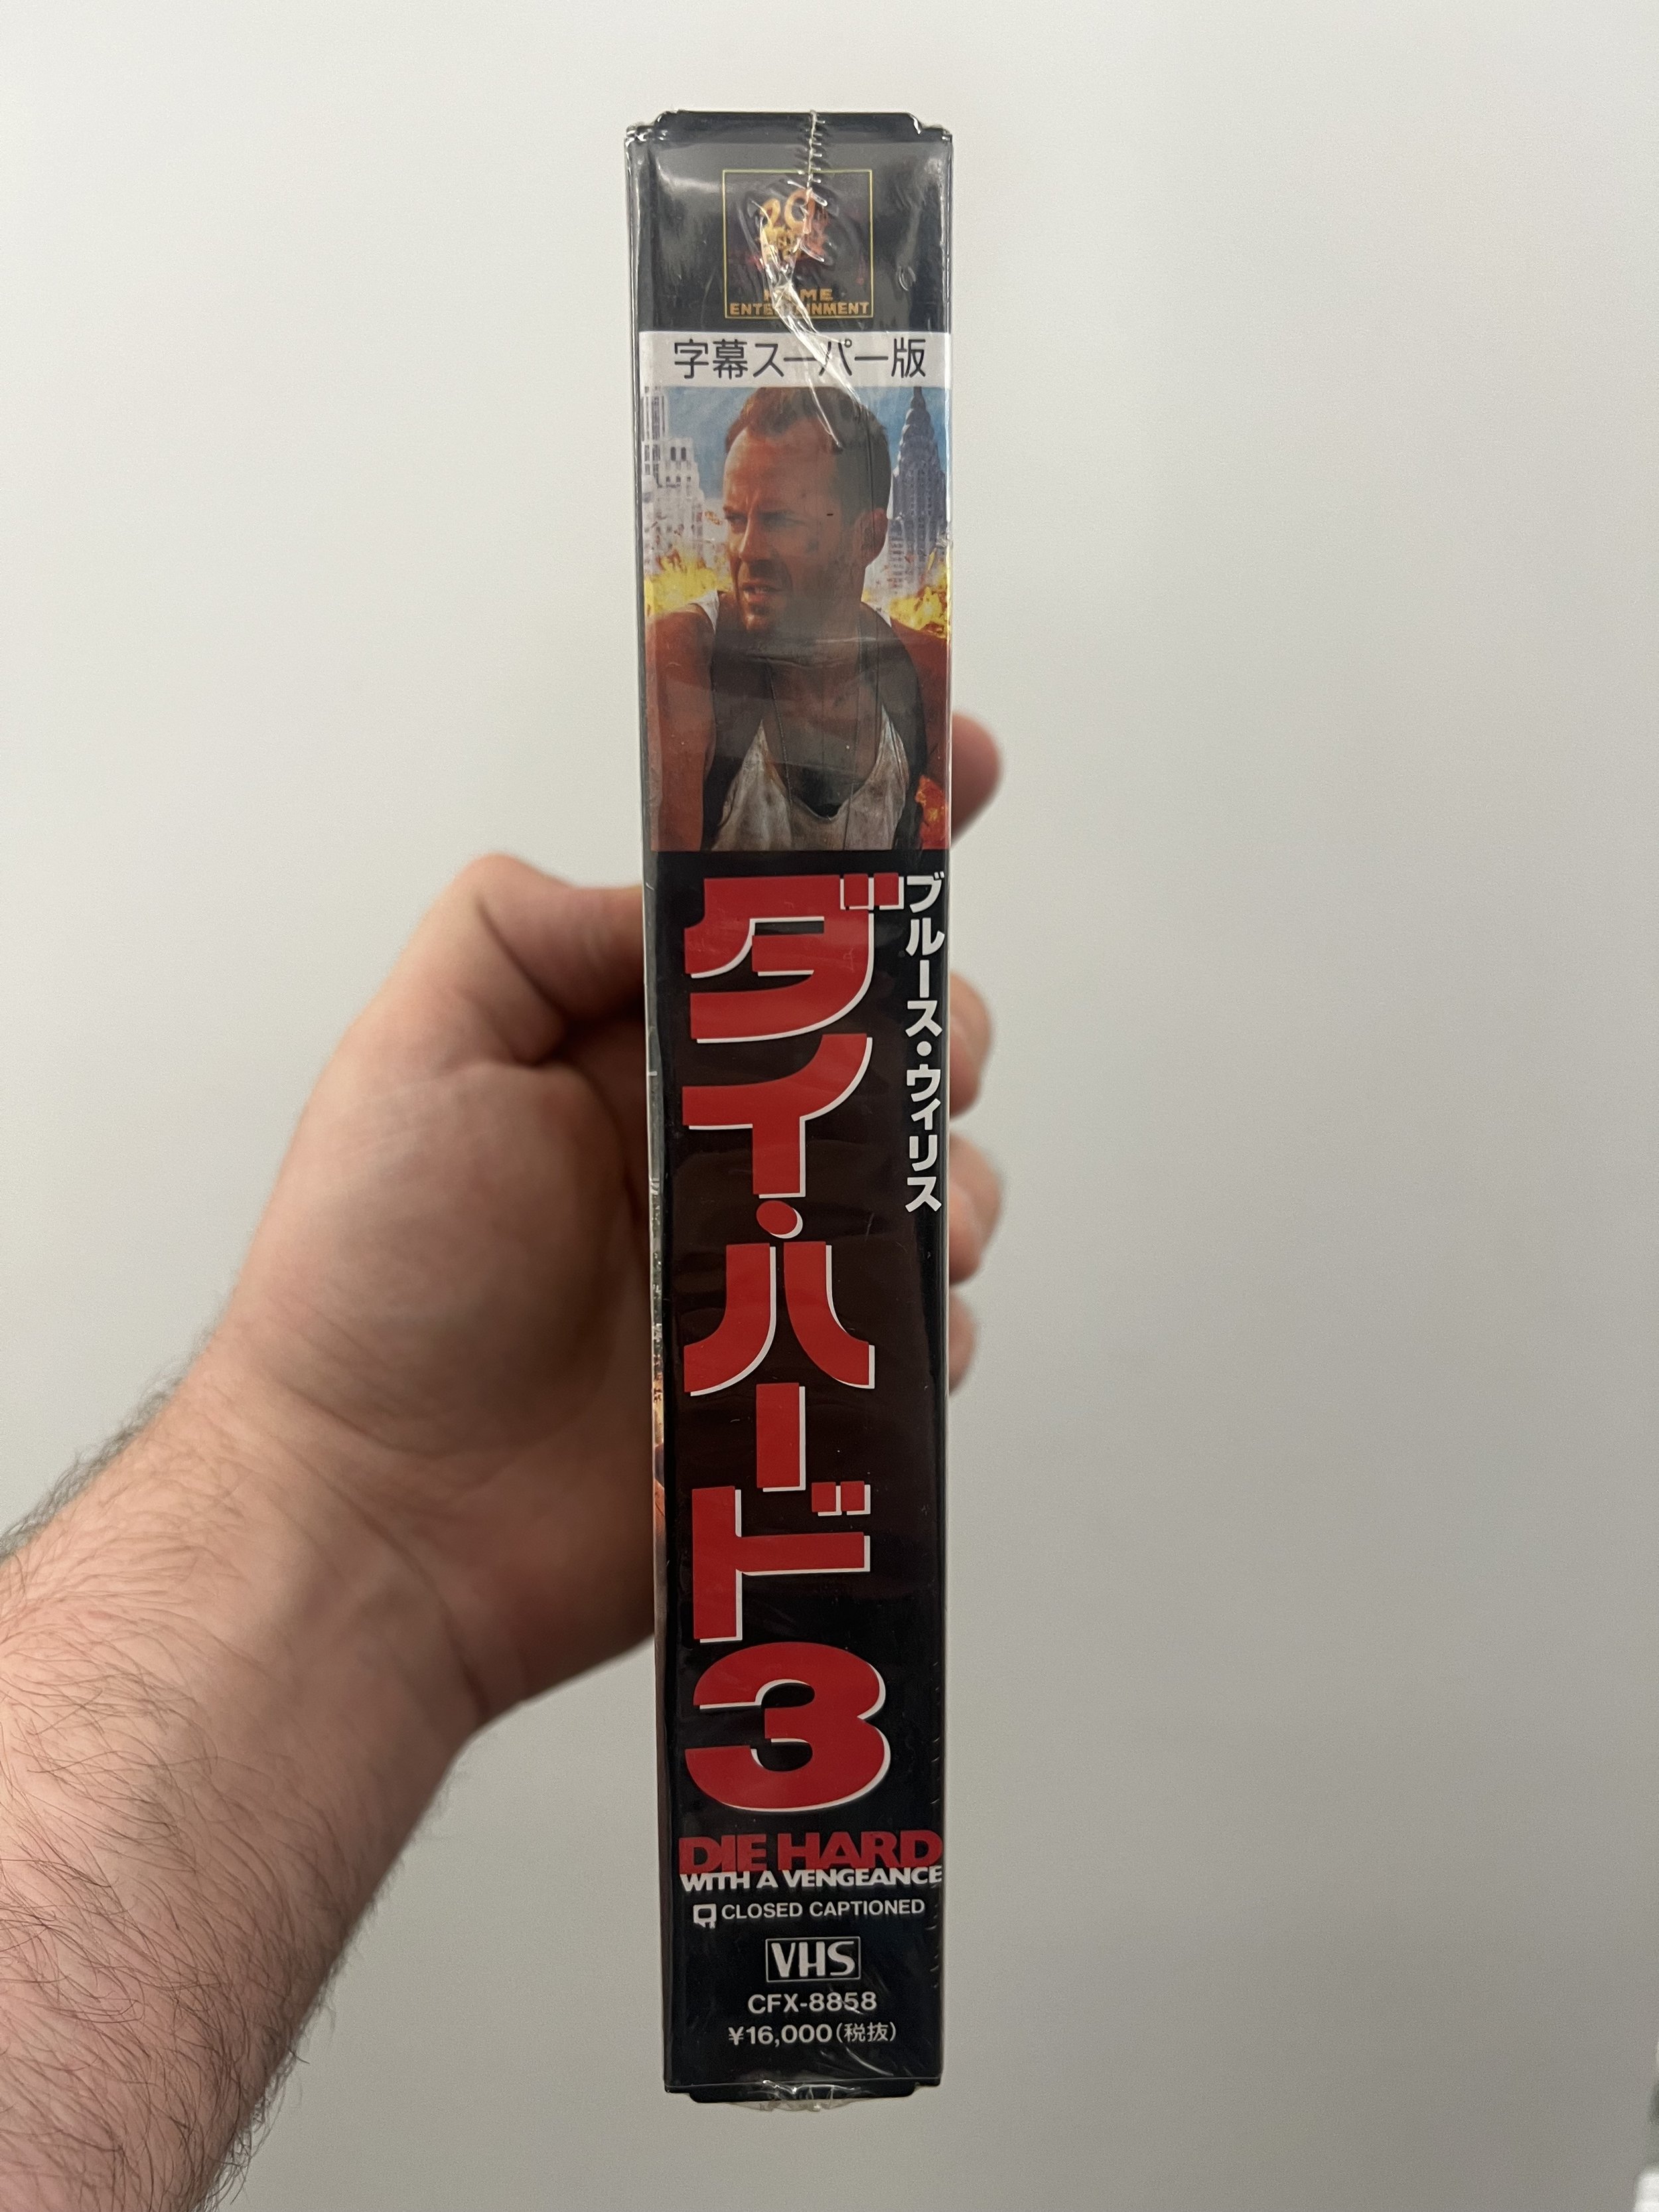 20th
HOME
ENTERTAINMENT
字幕スーパー版
ブルース・ウィリス
ダイ・ハード3
DIE HARD
WITH A VENGEANCE
CLOSED CAPTIONED
VHS
CFX-8858
¥16,000(税抜)